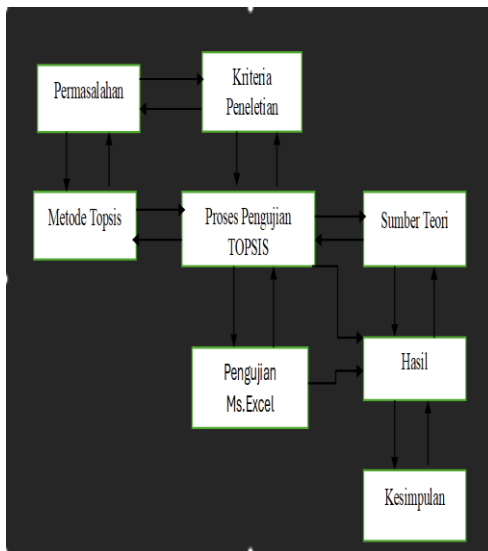 Permasalahan
Kriteria
Peneletian
Metode Topsis
Proses Pengujian
TOPSIS
Sumber Teori
Pengujian
Ms.Excel
Hasil
Kesimpulan